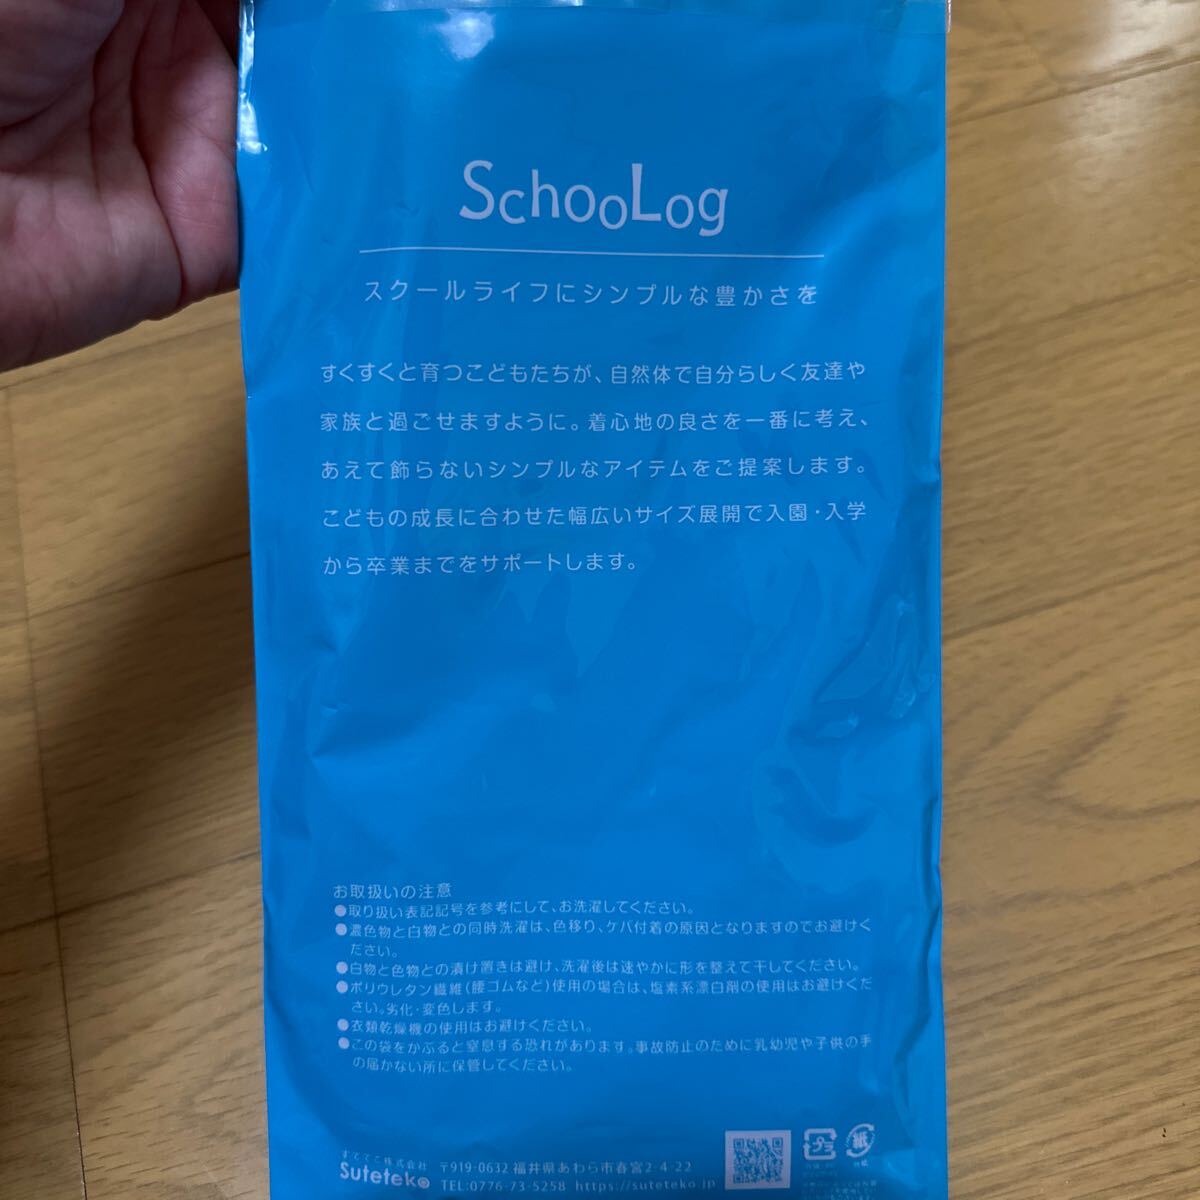 SchooLog
スクールライフにシンプルな豊かさを
すくすくと育つこどもたちが、自然体で自分らしく友達や
家族と過ごせますように。着心地の良さを一番に考え、
あえて飾らないシンプルなアイテムをご提案します。
こどもの成長に合わせた幅広いサイズ展開で入園・入学
から卒業までをサポートします。
お取扱いの注意
●取り扱い表記記号を参考にして、お洗濯してください。
●濃色物と白物との同時洗濯は、色移り、ケバ付着の原因となりますのでお避けく
ださい。
●白物と色物との漬け置きは避け、洗濯後は速やかに形を整えて干してください。
●ポリウレタン繊維(腰ゴムなど)使用の場合は、塩素系漂白剤の使用はお避けくだ
さい。劣化・変色します。
●衣類乾燥機の使用はお避けください。
●この袋をかぶると窒息する恐れがあります。事故防止のために乳幼児や子供の手
の届かない所に保管してください。
すててこ株式会社
Suteteko
〒919-0632 福井県あわら市春宮2-4-22
TEL:0776-73-5258 https://suteteko.jp
プラ
紙